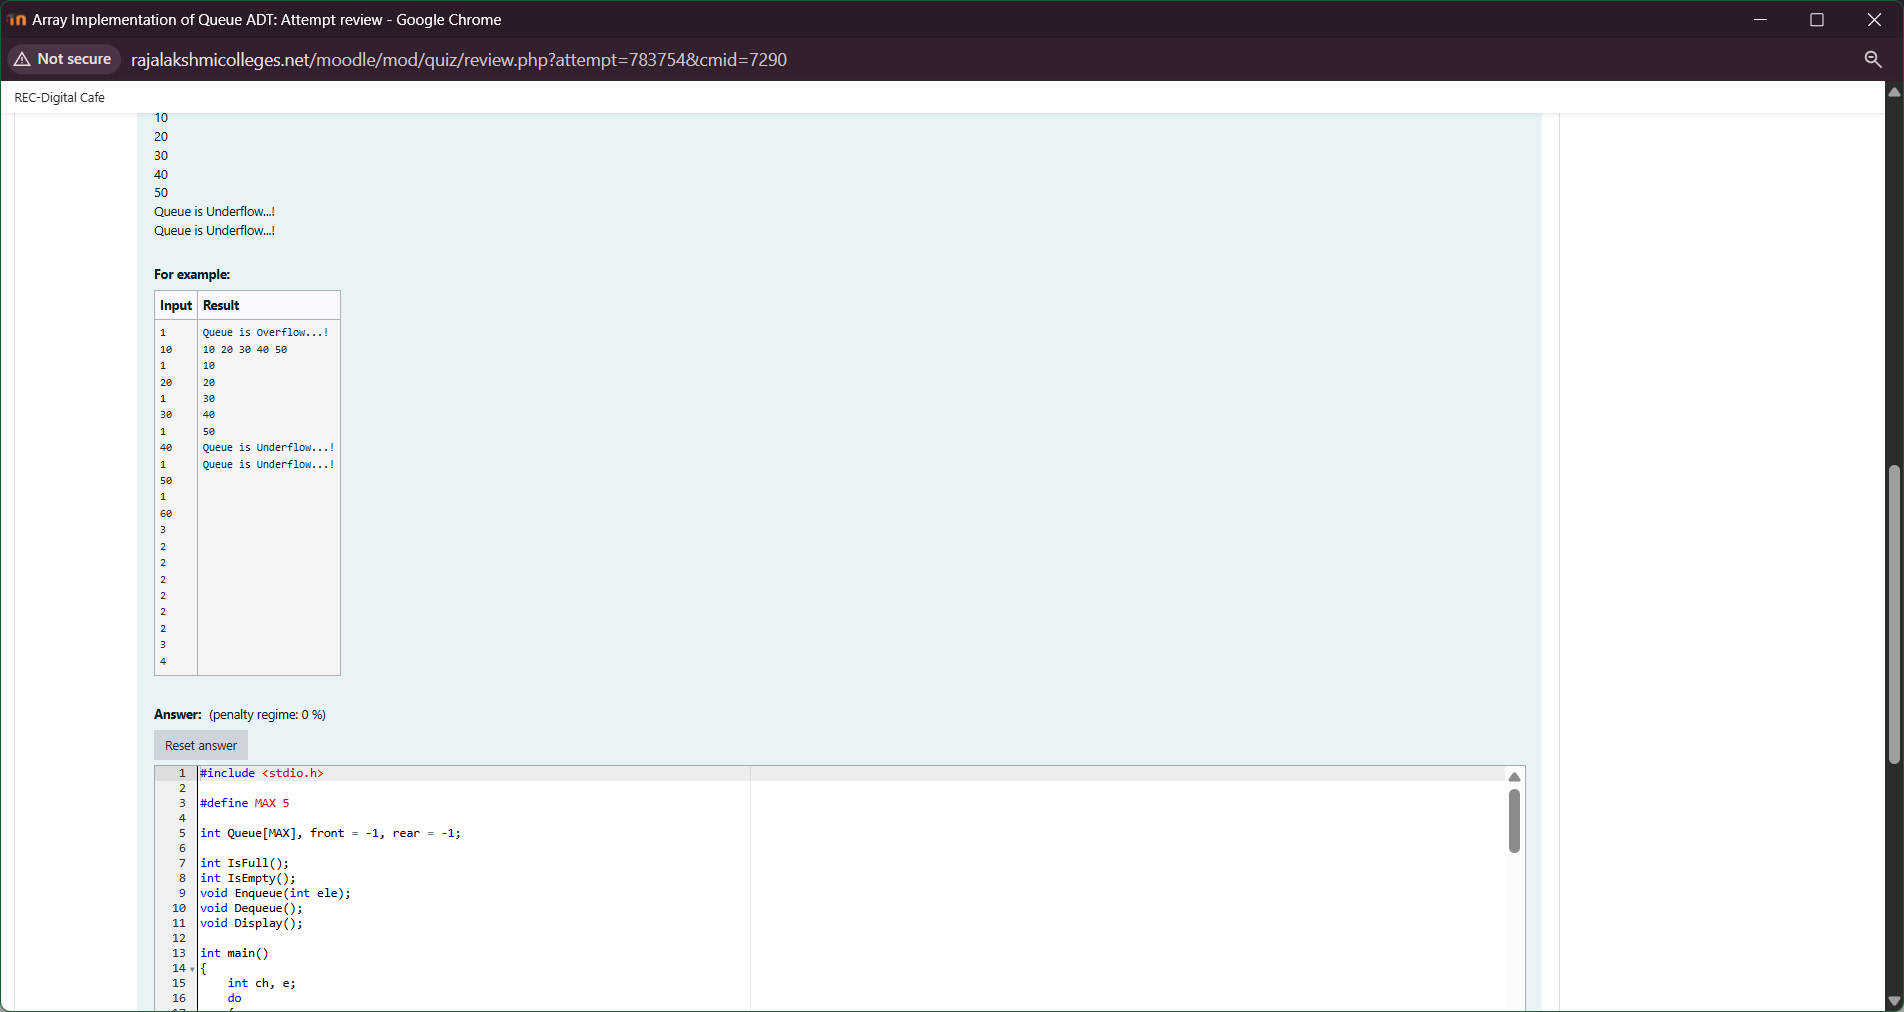 Array Implementation of Queue ADT: Attempt review - Google Chrome
Not secure
rajalakshmicolleges.net/moodle/mod/quiz/review.php?attempt=783754&cmid=7290
REC-Digital Cafe
10
20
30
40
50
Queue is Underflow...!
Queue is Underflow...!
For example:
Input Result
1 Queue is Overflow...!
10 10 20 30 40 50
1 10
20 20
1 30
30 40
1 50
40 Queue is Underflow...!
1 Queue is Underflow...!
50
1
60
3
2
2
2
2
2
2
3
4
Answer: (penalty regime: 0 %)
Reset answer
1 #include <stdio.h>
2
3 #define MAX 5
4
5 int Queue[MAX], front = -1, rear = -1;
6
7 int IsFull();
8 int IsEmpty();
9 void Enqueue(int ele);
10 void Dequeue();
11 void Display();
12
13 int main()
14 {
15 int ch, e;
16 do
17 {